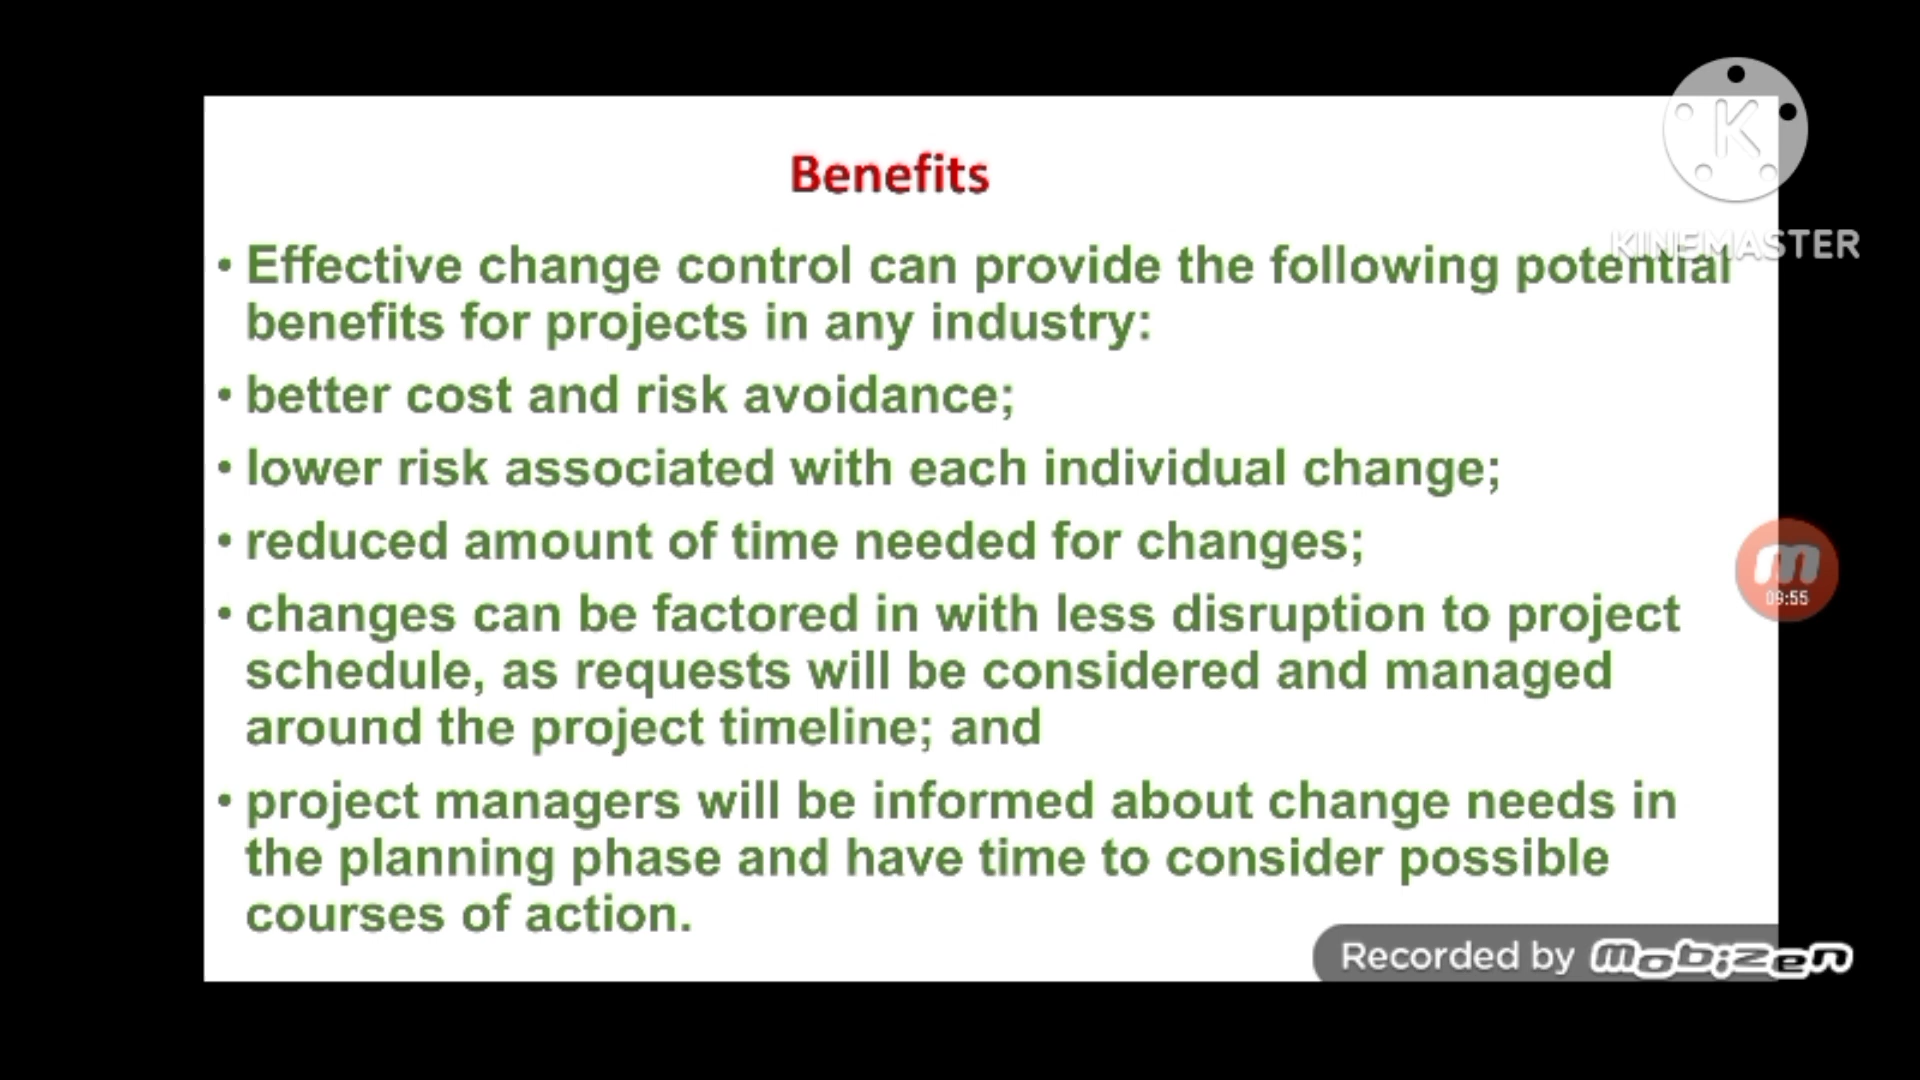 Benefits
• Effective change control can provide the following potential
benefits for projects in any industry:
• better cost and risk avoidance;
• lower risk associated with each individual change;
• reduced amount of time needed for changes;
• changes can be factored in with less disruption to project
schedule, as requests will be considered and managed
around the project timeline; and
• project managers will be informed about change needs in
the planning phase and have time to consider possible
courses of action.
K
KINEMASTER
m
09:55
Recorded by mobizen